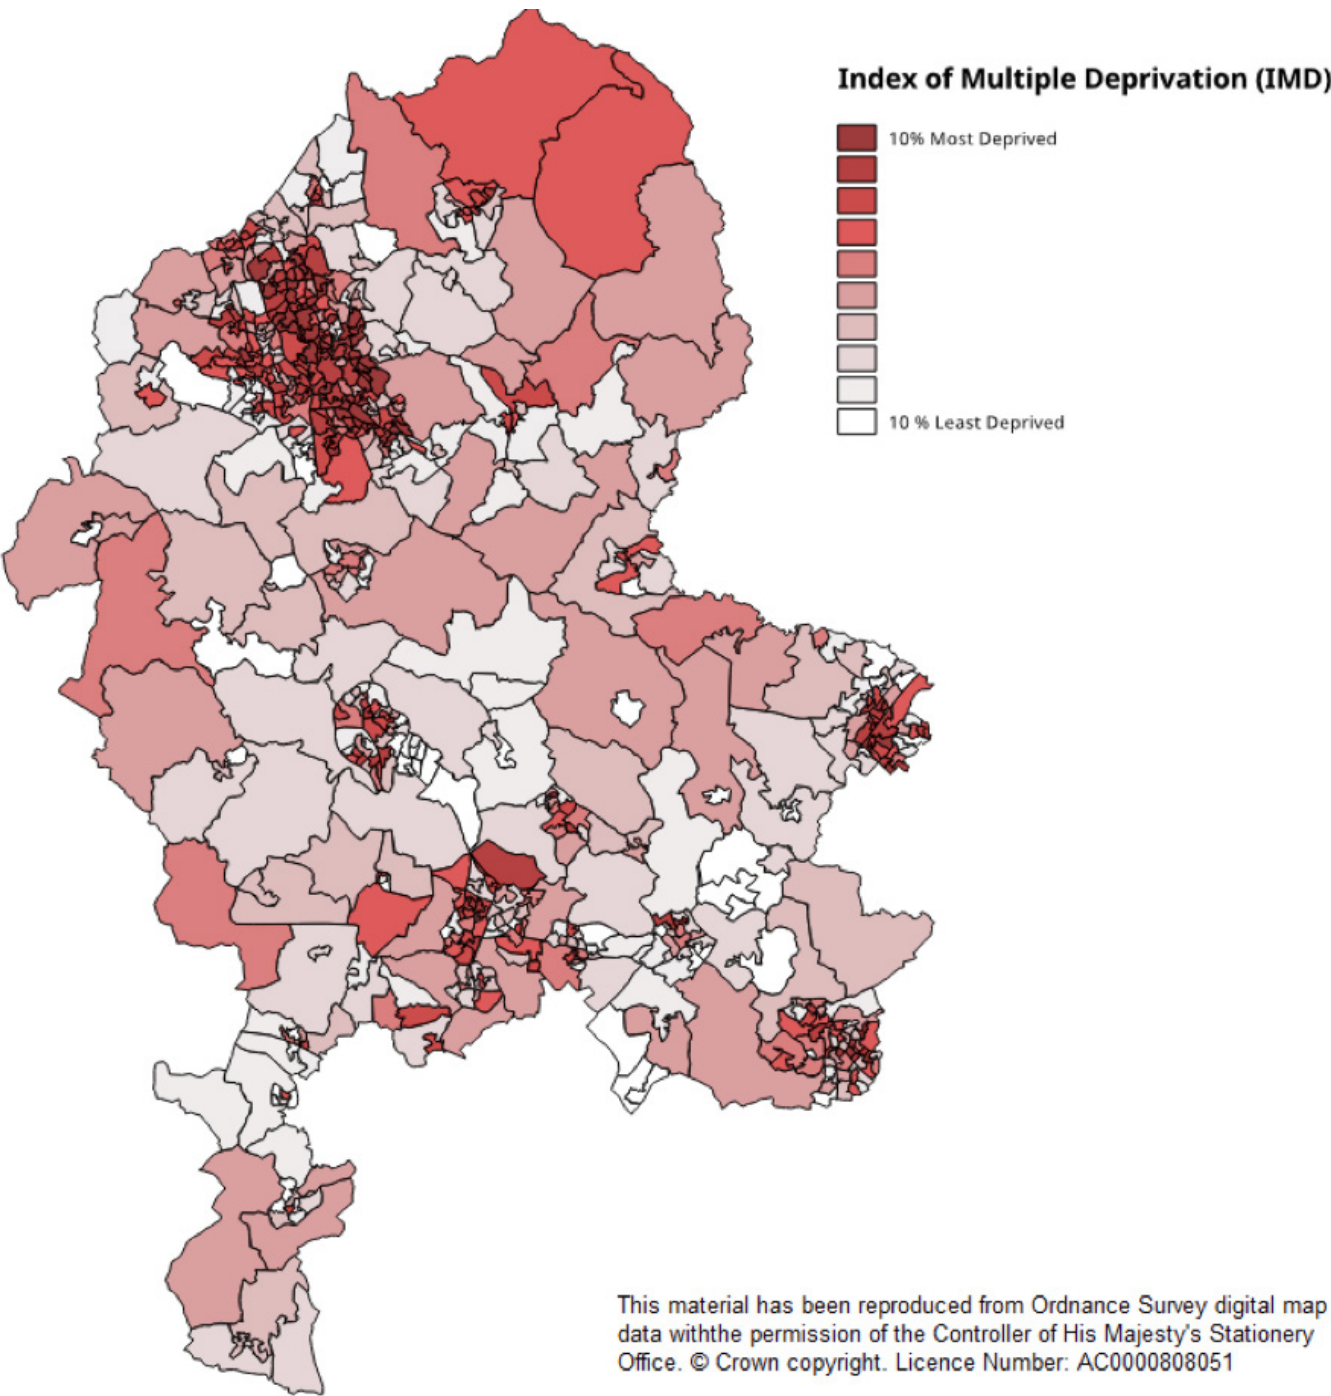 Index of Multiple Deprivation (IMD)
10% Most Deprived
10 % Least Deprived
This material has been reproduced from Ordnance Survey digital map
data withthe permission of the Controller of His Majesty's Stationery
Office. © Crown copyright. Licence Number: AC0000808051